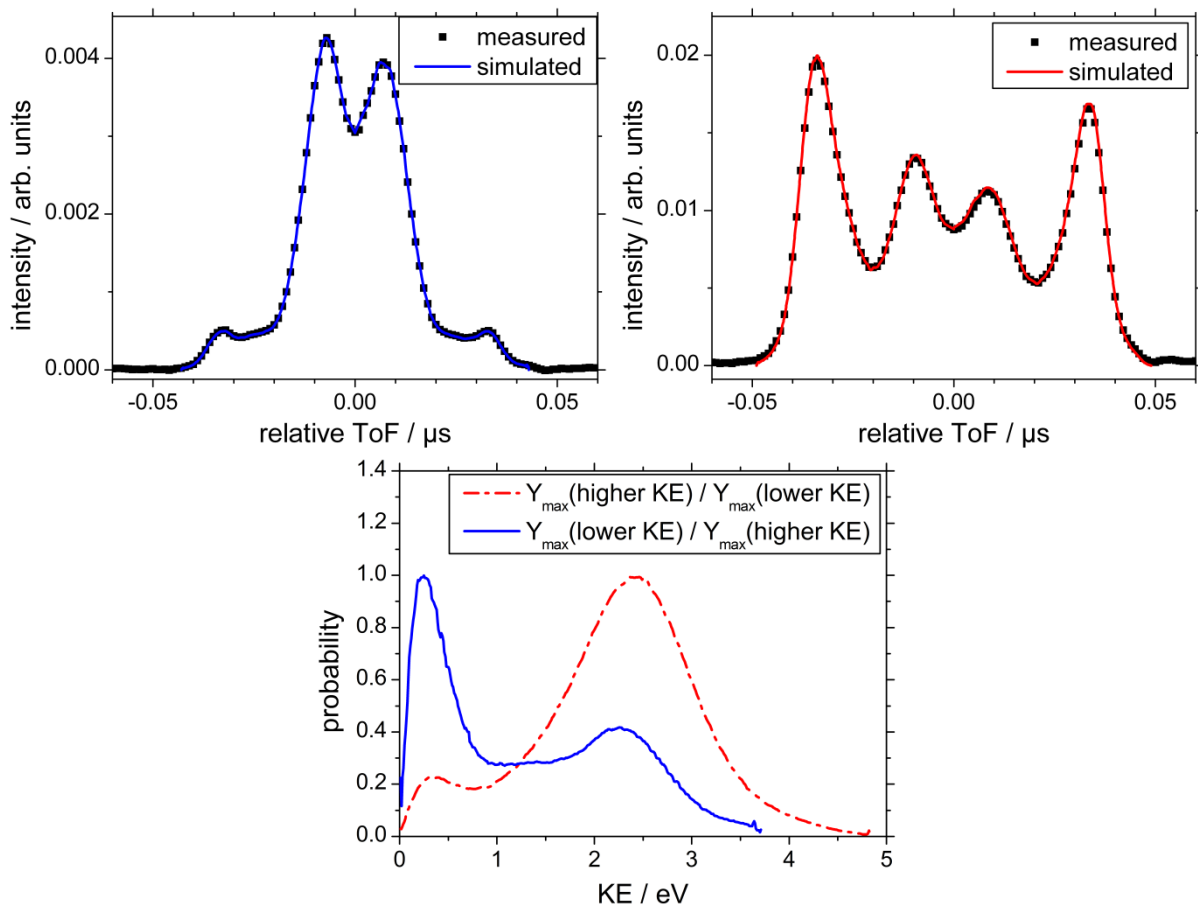 measured
simulated
0.004
0.002
0.000
intensity / arb. units
-0.05
0.00
0.05
relative ToF / µs
measured
simulated
0.02
0.01
0.00
intensity / arb. units
-0.05
0.00
0.05
relative ToF / µs
Y_max(higher KE) / Y_max(lower KE)
Y_max(lower KE) / Y_max(higher KE)
1.4
1.2
1.0
0.8
0.6
0.4
0.2
0.0
probability
0
1
2
3
4
5
KE / eV